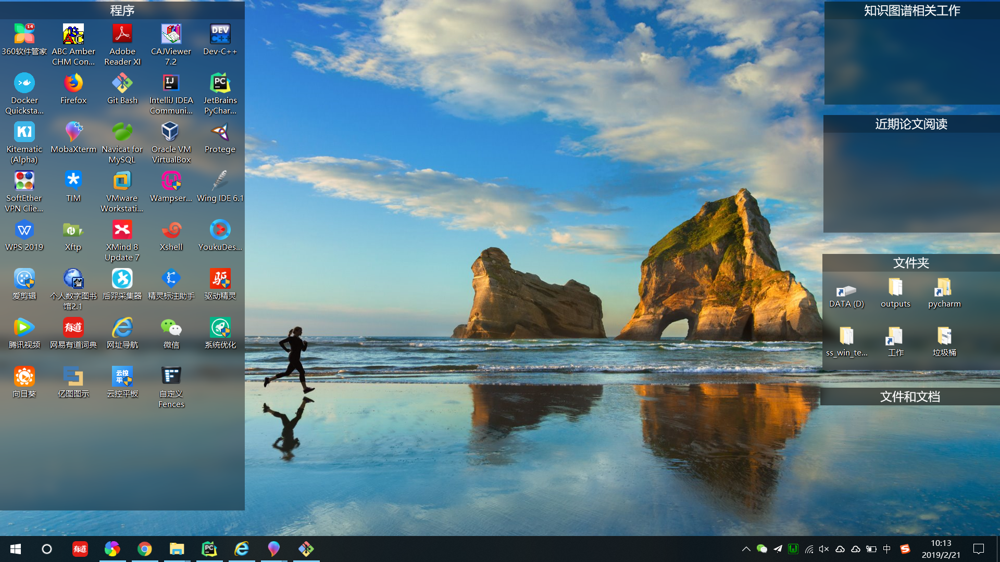 程序
14
360软件管家
ABC Amber
CHM Con...
Adobe
Reader XI
CAJViewer
7.2
DEV
C++
Dev-C++
Docker
Quicksta...
Firefox
Git Bash
IJ
IntelliJ IDEA
Communi...
PC
JetBrains
PyChar...
Kitematic
(Alpha)
MobaXterm
Navicat for
MySQL
Oracle VM
VirtualBox
Protege
SoftEther
VPN Clie...
TIM
VMware
Workstati...
Wampser...
Wing IDE 6.1
WPS 2019
Xftp
XMind 8
Update 7
Xshell
YoukuDes...
爱剪辑
个人数字图书
馆2.1
后羿采集器
精灵标注助手
驱
驱动精灵
腾讯视频
有道
网易有道词典
网址导航
微信
系统优化
向日葵
亿图图示
云控
平
云控平板
自定义
Fences
知识图谱相关工作
近期论文阅读
文件夹
DATA (D)
outputs
pycharm
ss_win_te...
工作
垃圾桶
文件和文档
有道
PC
中
10:13
2019/2/21